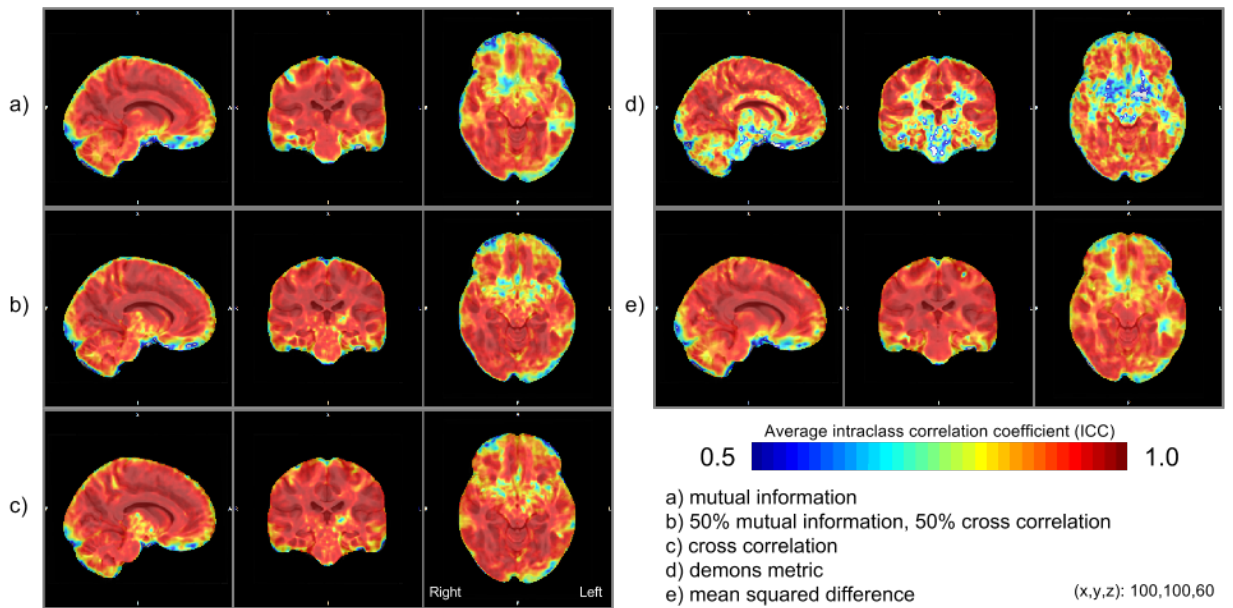 a)
b)
c)
Right
Left
d)
e)
Average intraclass correlation coefficient (ICC)
0.5
1.0
a) mutual information
b) 50% mutual information, 50% cross correlation
c) cross correlation
d) demons metric
e) mean squared difference
(x,y,z): 100,100,60